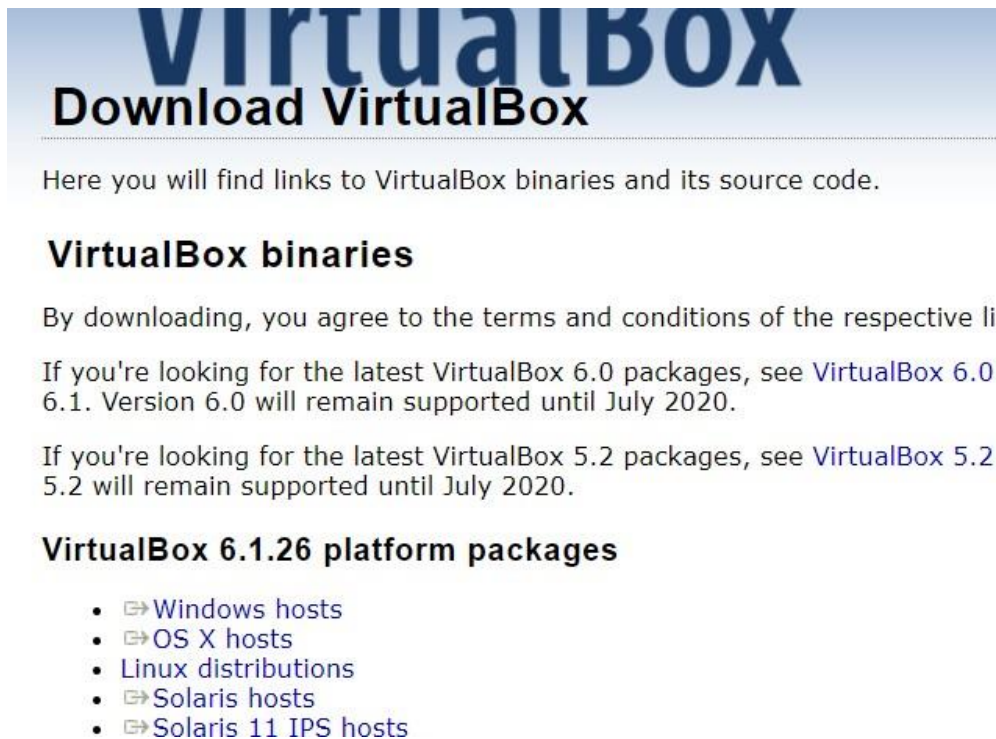 VirtualBox
Download VirtualBox
Here you will find links to VirtualBox binaries and its source code.
VirtualBox binaries
By downloading, you agree to the terms and conditions of the respective li
If you're looking for the latest VirtualBox 6.0 packages, see VirtualBox 6.0
6.1. Version 6.0 will remain supported until July 2020.
If you're looking for the latest VirtualBox 5.2 packages, see VirtualBox 5.2
5.2 will remain supported until July 2020.
VirtualBox 6.1.26 platform packages
Windows hosts
OS X hosts
Linux distributions
Solaris hosts
Solaris 11 IPS hosts